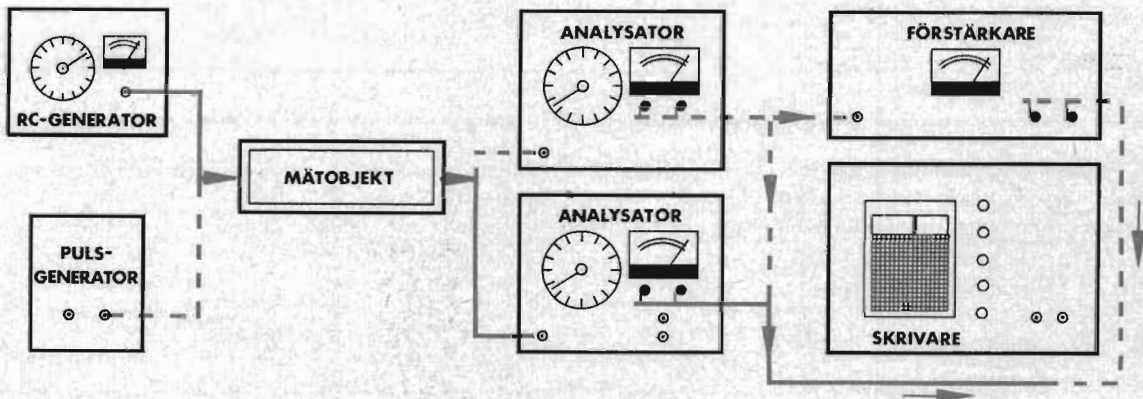 RC-GENERATOR
PULS-
GENERATOR
MÄTOBJEKT
ANALYSATOR
ANALYSATOR
FÖRSTÄRKARE
SKRIVARE